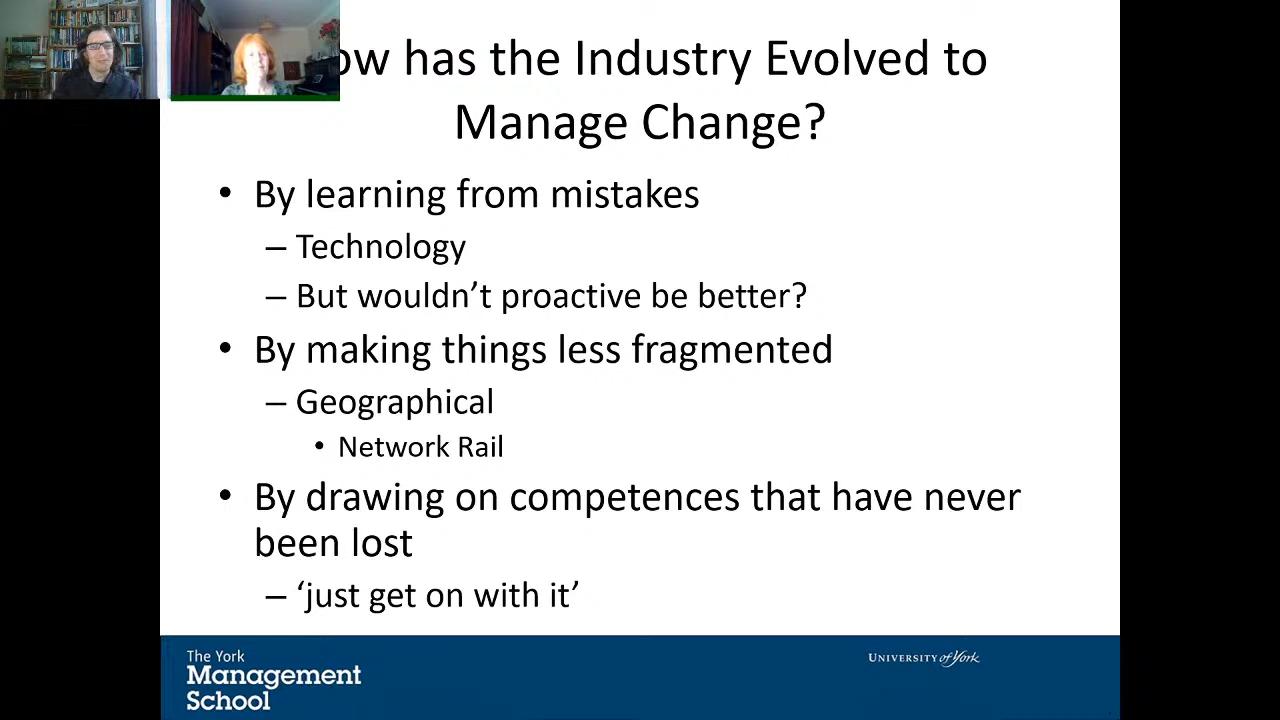 ow has the Industry Evolved to
Manage Change?
• By learning from mistakes
– Technology
– But wouldn’t proactive be better?
• By making things less fragmented
– Geographical
• Network Rail
• By drawing on competences that have never
been lost
– ‘just get on with it’
The York
Management
School
UNIVERSITY of York